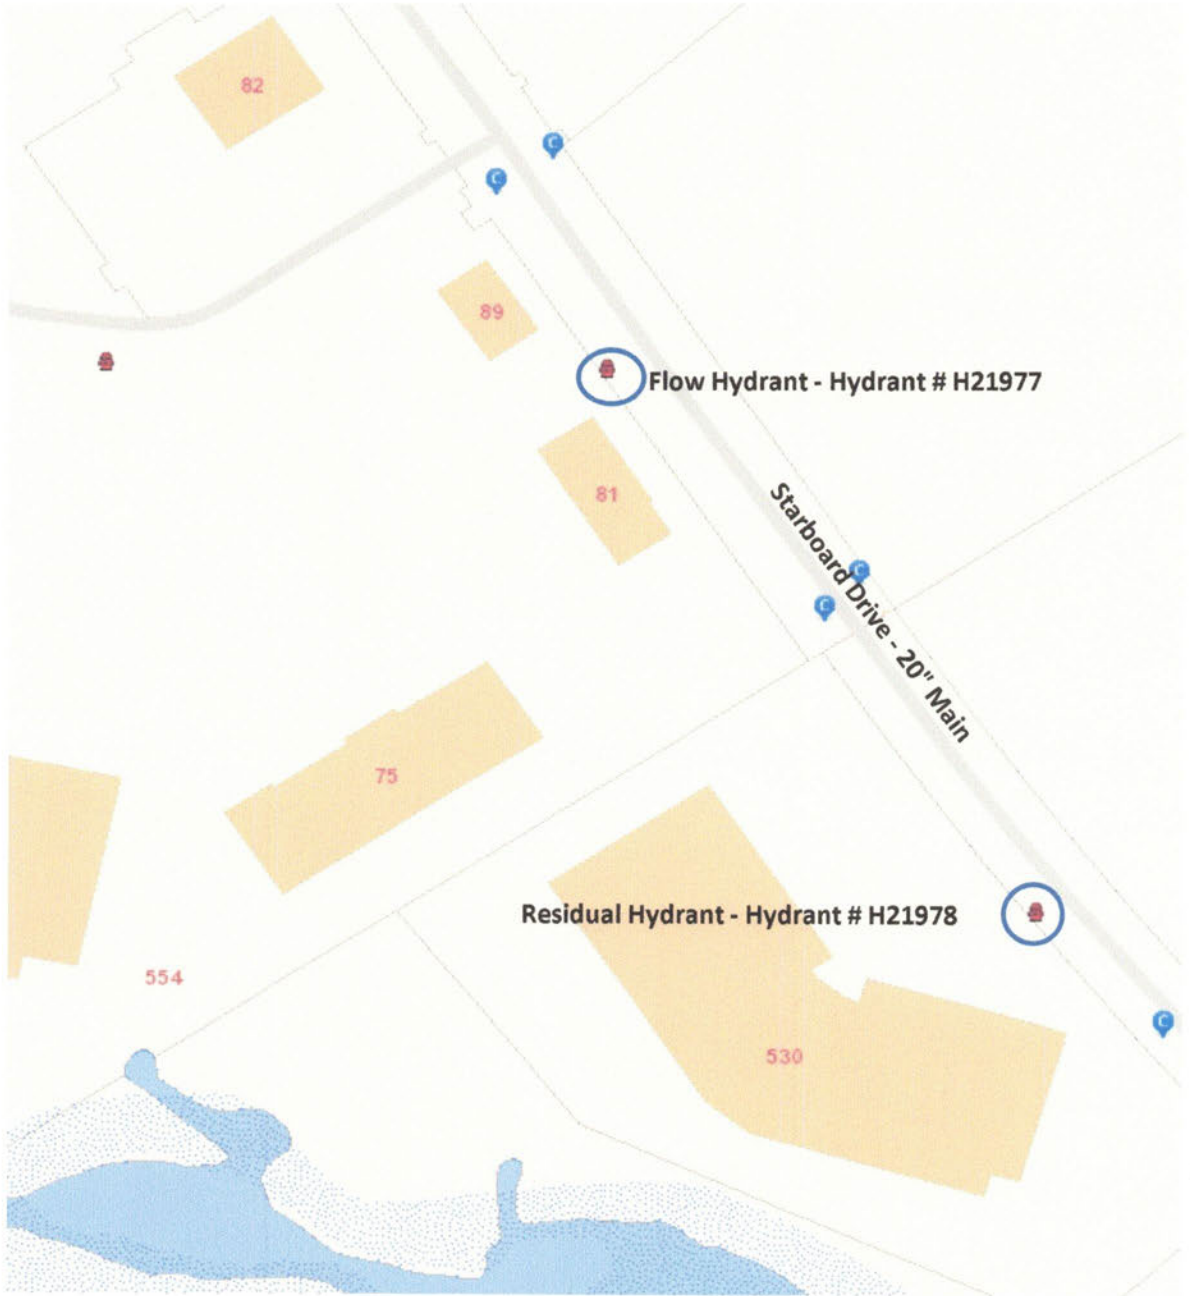 82
C
C
89
Flow Hydrant - Hydrant # H21977
81
Starboard Drive - 20" Main
C
C
75
Residual Hydrant - Hydrant # H21978
554
530
C